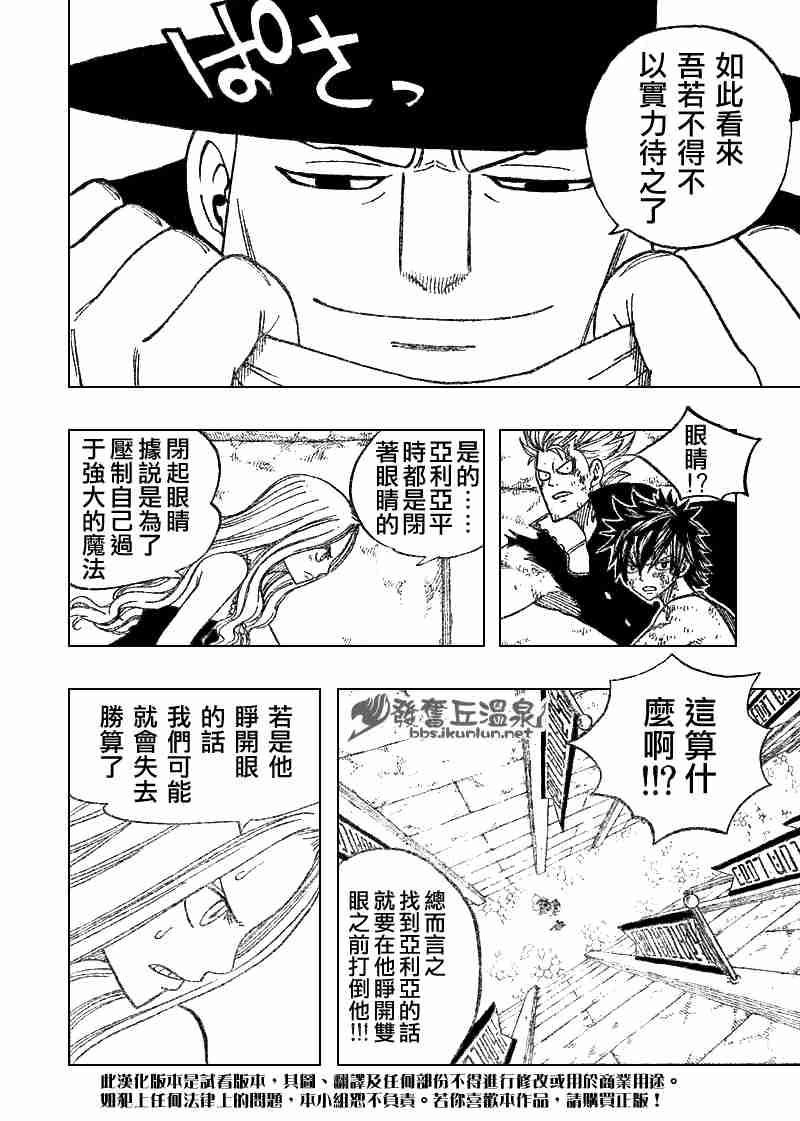 ぱさっ
如此看來
吾若不得不
以實力待之了
眼睛!?
是的……
亞利亞平
時都是閉
著眼睛的
閉起眼睛
據説是為了
壓制自己過
于強大的魔法
這算什
麼啊!!?
發奮丘溫泉
bbs.ikunlun.net
總而言之
找到亞利亞的話
就要在他睜開雙
眼之前打倒他!!!
若是他
睜開眼
的話
我們可能
就會失去
勝算了
此漢化版本是試看版本，其圖、翻譯及任何部份不得進行修改或用於商業用途。
如犯上任何法律上的問題，本小組恕不負責。若你喜歡本作品，請購買正版！